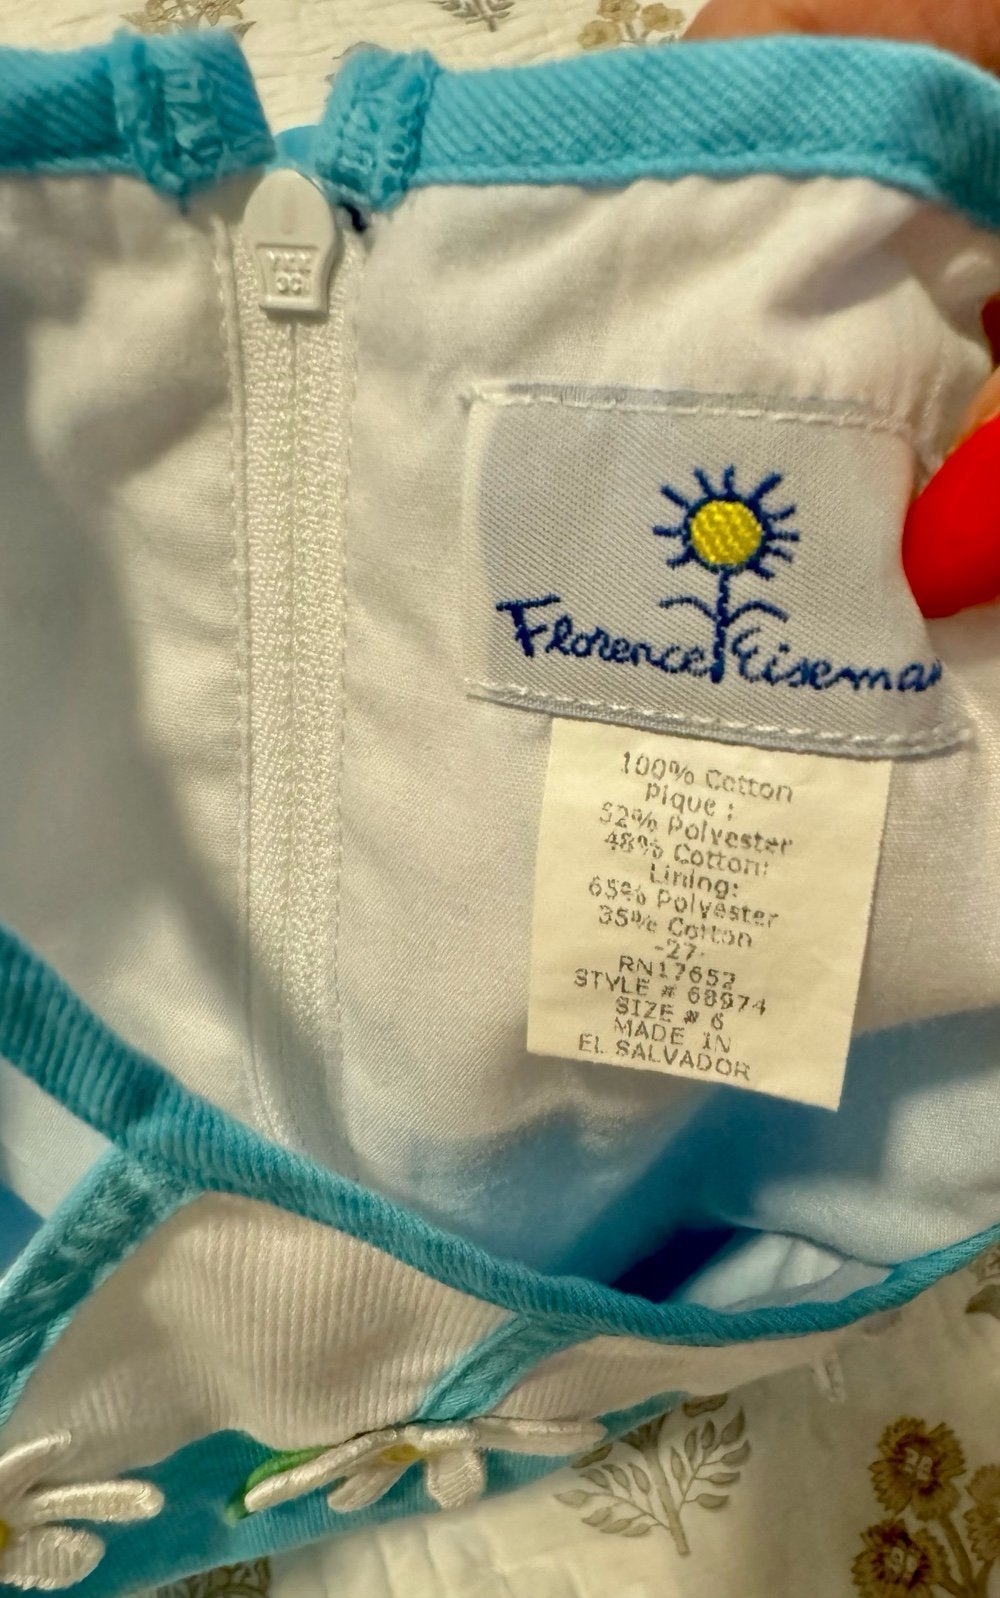 Florence Eiseman
100% Cotton
Pique :
52% Polyester
48% Cotton:
Lining:
65% Polyester
35% Cotton
-27-
RN17652
STYLE # 68974
SIZE # 6
MADE IN
EL SALVADOR